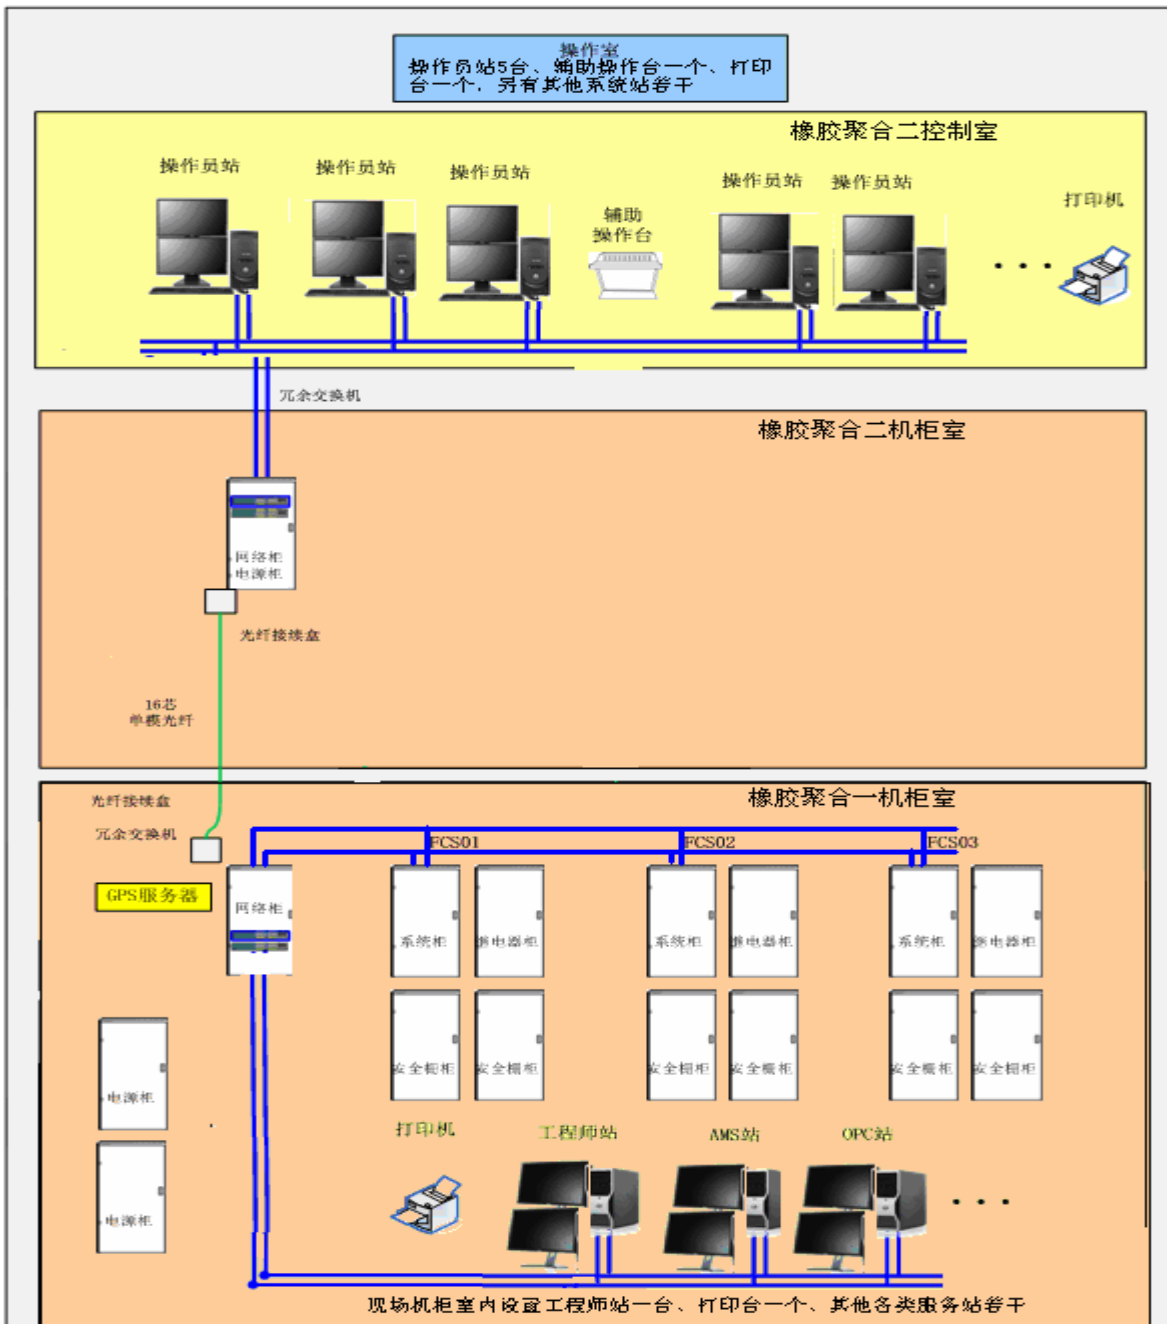 操作室
操作员站5台、辅助操作台一个、打印
台一个，另有其他系统站若干
橡胶聚合二控制室
操作员站
操作员站
操作员站
操作员站
操作员站
打印机
辅助
操作台
冗余交换机
橡胶聚合二机柜室
网络柜
电源柜
光纤接续盒
16芯
单模光纤
橡胶聚合一机柜室
光纤接续盒
冗余交换机
FCS01
FCS02
FCS03
GPS服务器
网络柜
系统柜
继电器柜
系统柜
继电器柜
系统柜
继电器柜
安全栅柜
安全栅柜
安全栅柜
安全栅柜
安全栅柜
安全栅柜
电源柜
打印机
工程师站
AMS站
OPC站
电源柜
现场机柜室内设置工程师站一台、打印台一个、其他各类服务站若干